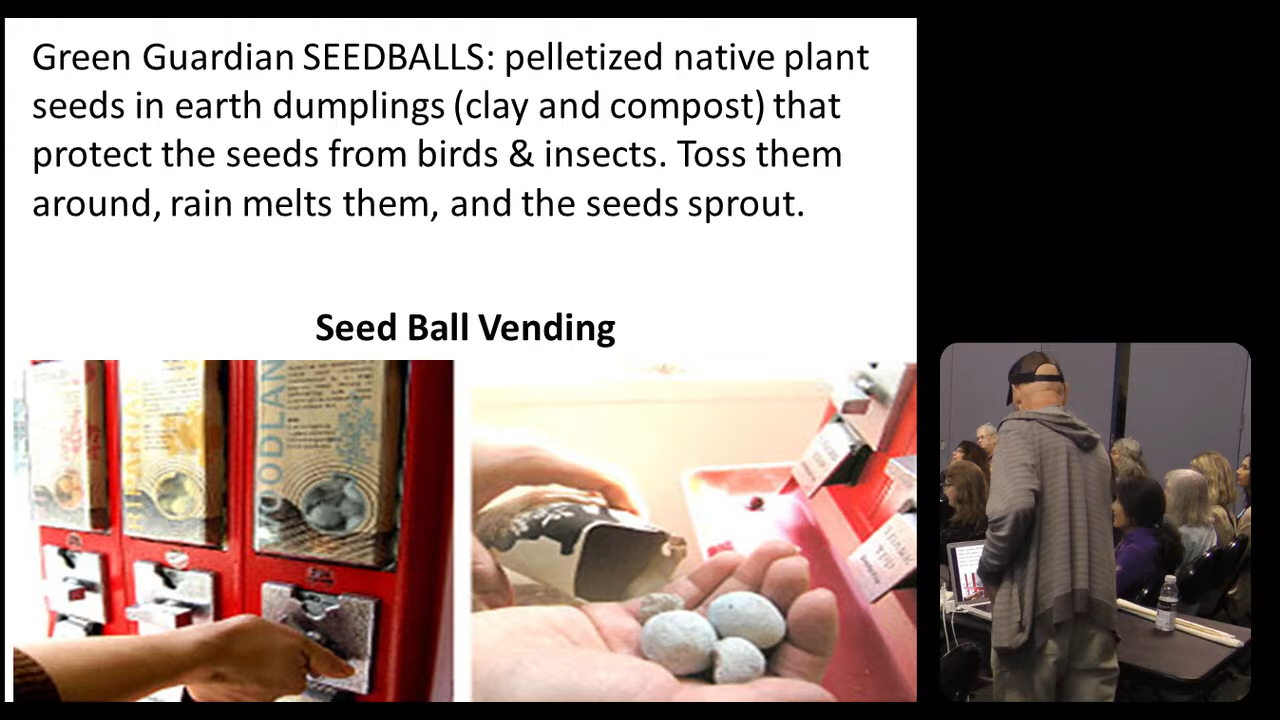 Green Guardian SEEDBALLS: pelletized native plant
seeds in earth dumplings (clay and compost) that
protect the seeds from birds & insects. Toss them
around, rain melts them, and the seeds sprout.
Seed Ball Vending